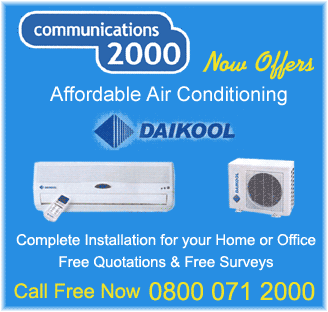 communications
2000
Now Offers
Affordable Air Conditioning
DAIKOOL
DAIKOOL
Complete Installation for your Home or Office
Free Quotations & Free Surveys
Call Free Now 0800 071 2000